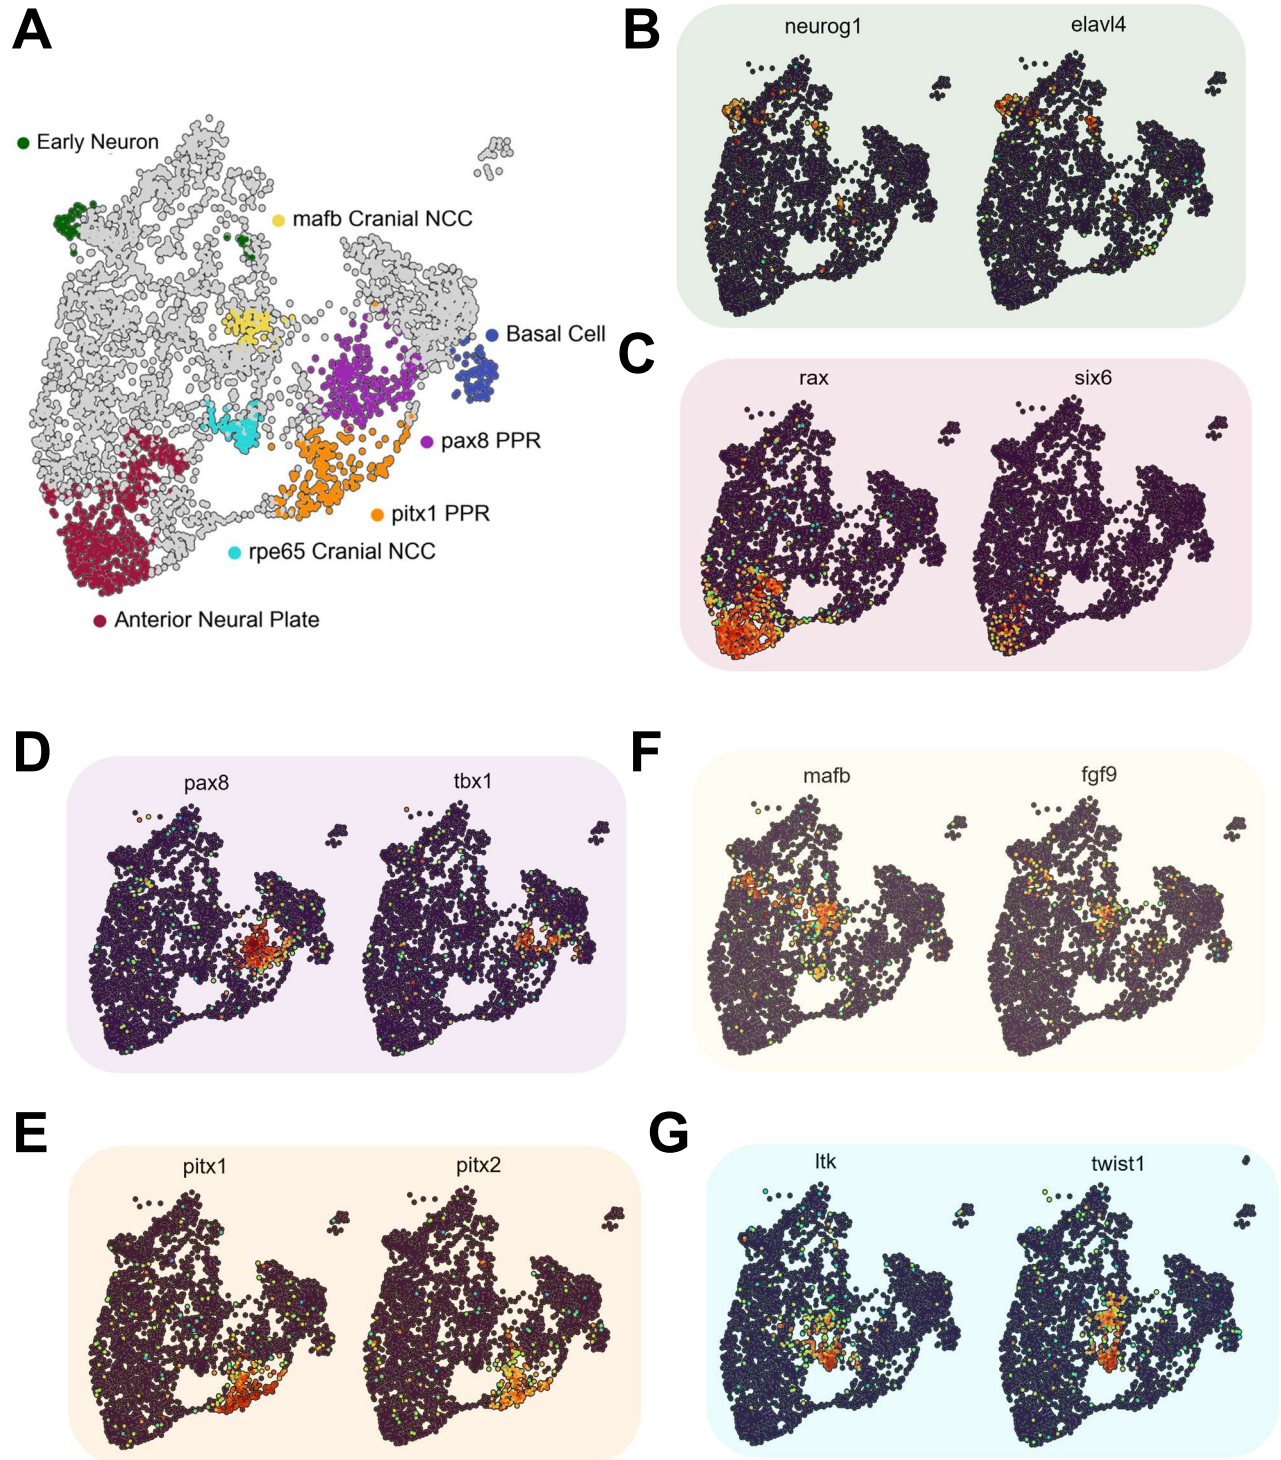 A
Early Neuron
mafb Cranial NCC
Basal Cell
pax8 PPR
pitx1 PPR
rpe65 Cranial NCC
Anterior Neural Plate
B
neurog1 elavl4
C
rax six6
D
pax8 tbx1
F
mafb fgf9
E
pitx1 pitx2
G
ltk twist1